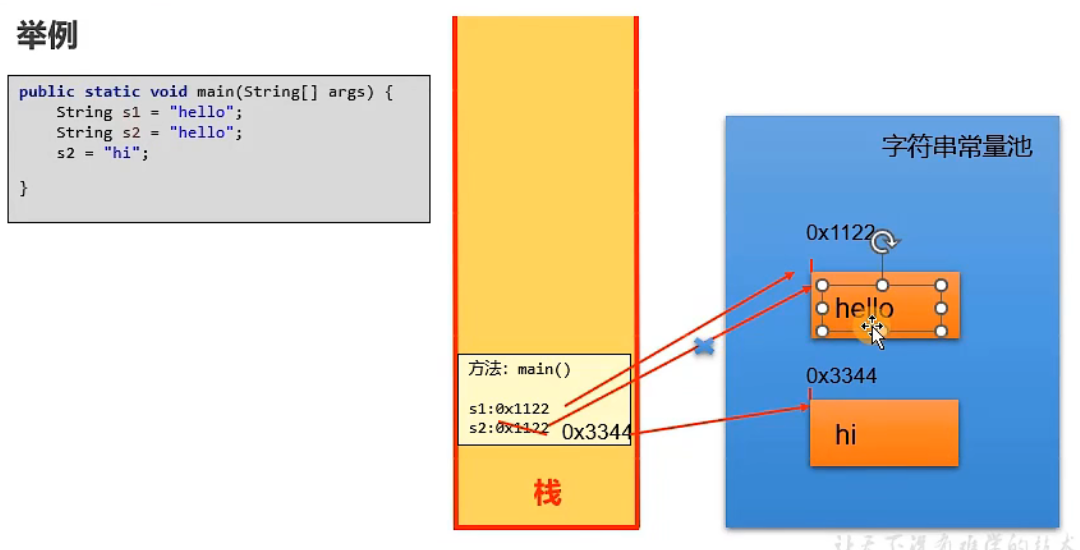 举例
public static void main(String[] args) {
String s1 = "hello";
String s2 = "hello";
s2 = "hi";
}
字符串常量池
0x1122
hello
0x3344
hi
方法：main()
s1:0x1122
s2:0x1122 0x3344
栈